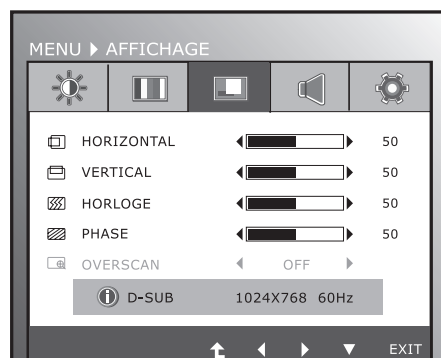 MENU ▶ AFFICHAGE
HORIZONTAL 50
VERTICAL 50
HORLOGE 50
PHASE 50
OVERSCAN OFF
D-SUB 1024X768 60Hz
EXIT